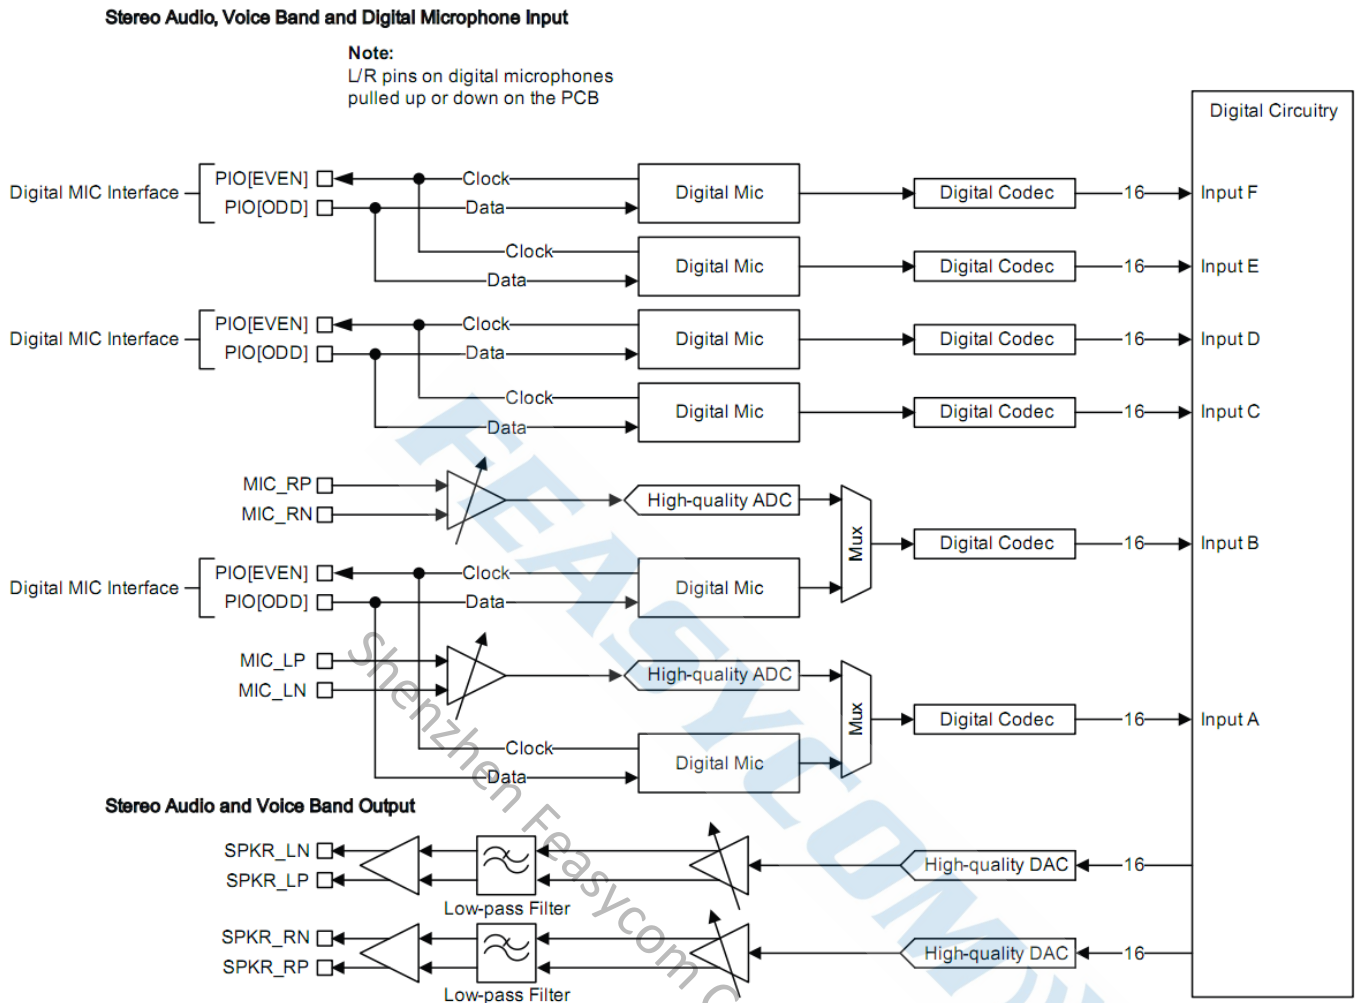 Stereo Audio, Voice Band and Digital Microphone Input
Note:
L/R pins on digital microphones
pulled up or down on the PCB
Digital Circuitry
Digital MIC Interface
PIO[EVEN]
PIO[ODD]
Clock
Data
Digital Mic
Digital Codec
16
Input F
Clock
Data
Digital Mic
Digital Codec
16
Input E
Digital MIC Interface
PIO[EVEN]
PIO[ODD]
Clock
Data
Digital Mic
Digital Codec
16
Input D
Clock
Data
Digital Mic
Digital Codec
16
Input C
MIC_RP
MIC_RN
High-quality ADC
Mux
Digital Codec
16
Input B
Digital MIC Interface
PIO[EVEN]
PIO[ODD]
Clock
Data
Digital Mic
MIC_LP
MIC_LN
High-quality ADC
Mux
Digital Codec
16
Input A
Clock
Data
Digital Mic
Stereo Audio and Voice Band Output
SPKR_LN
SPKR_LP
Low-pass Filter
High-quality DAC
16
SPKR_RN
SPKR_RP
Low-pass Filter
High-quality DAC
16
FEASYCOM
Shenzhen Feasycom